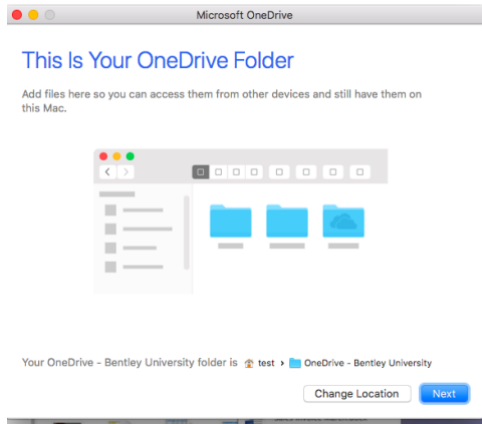 Microsoft OneDrive
This Is Your OneDrive Folder
Add files here so you can access them from other devices and still have them on
this Mac.
Your OneDrive - Bentley University folder is test › OneDrive - Bentley University
Change Location Next